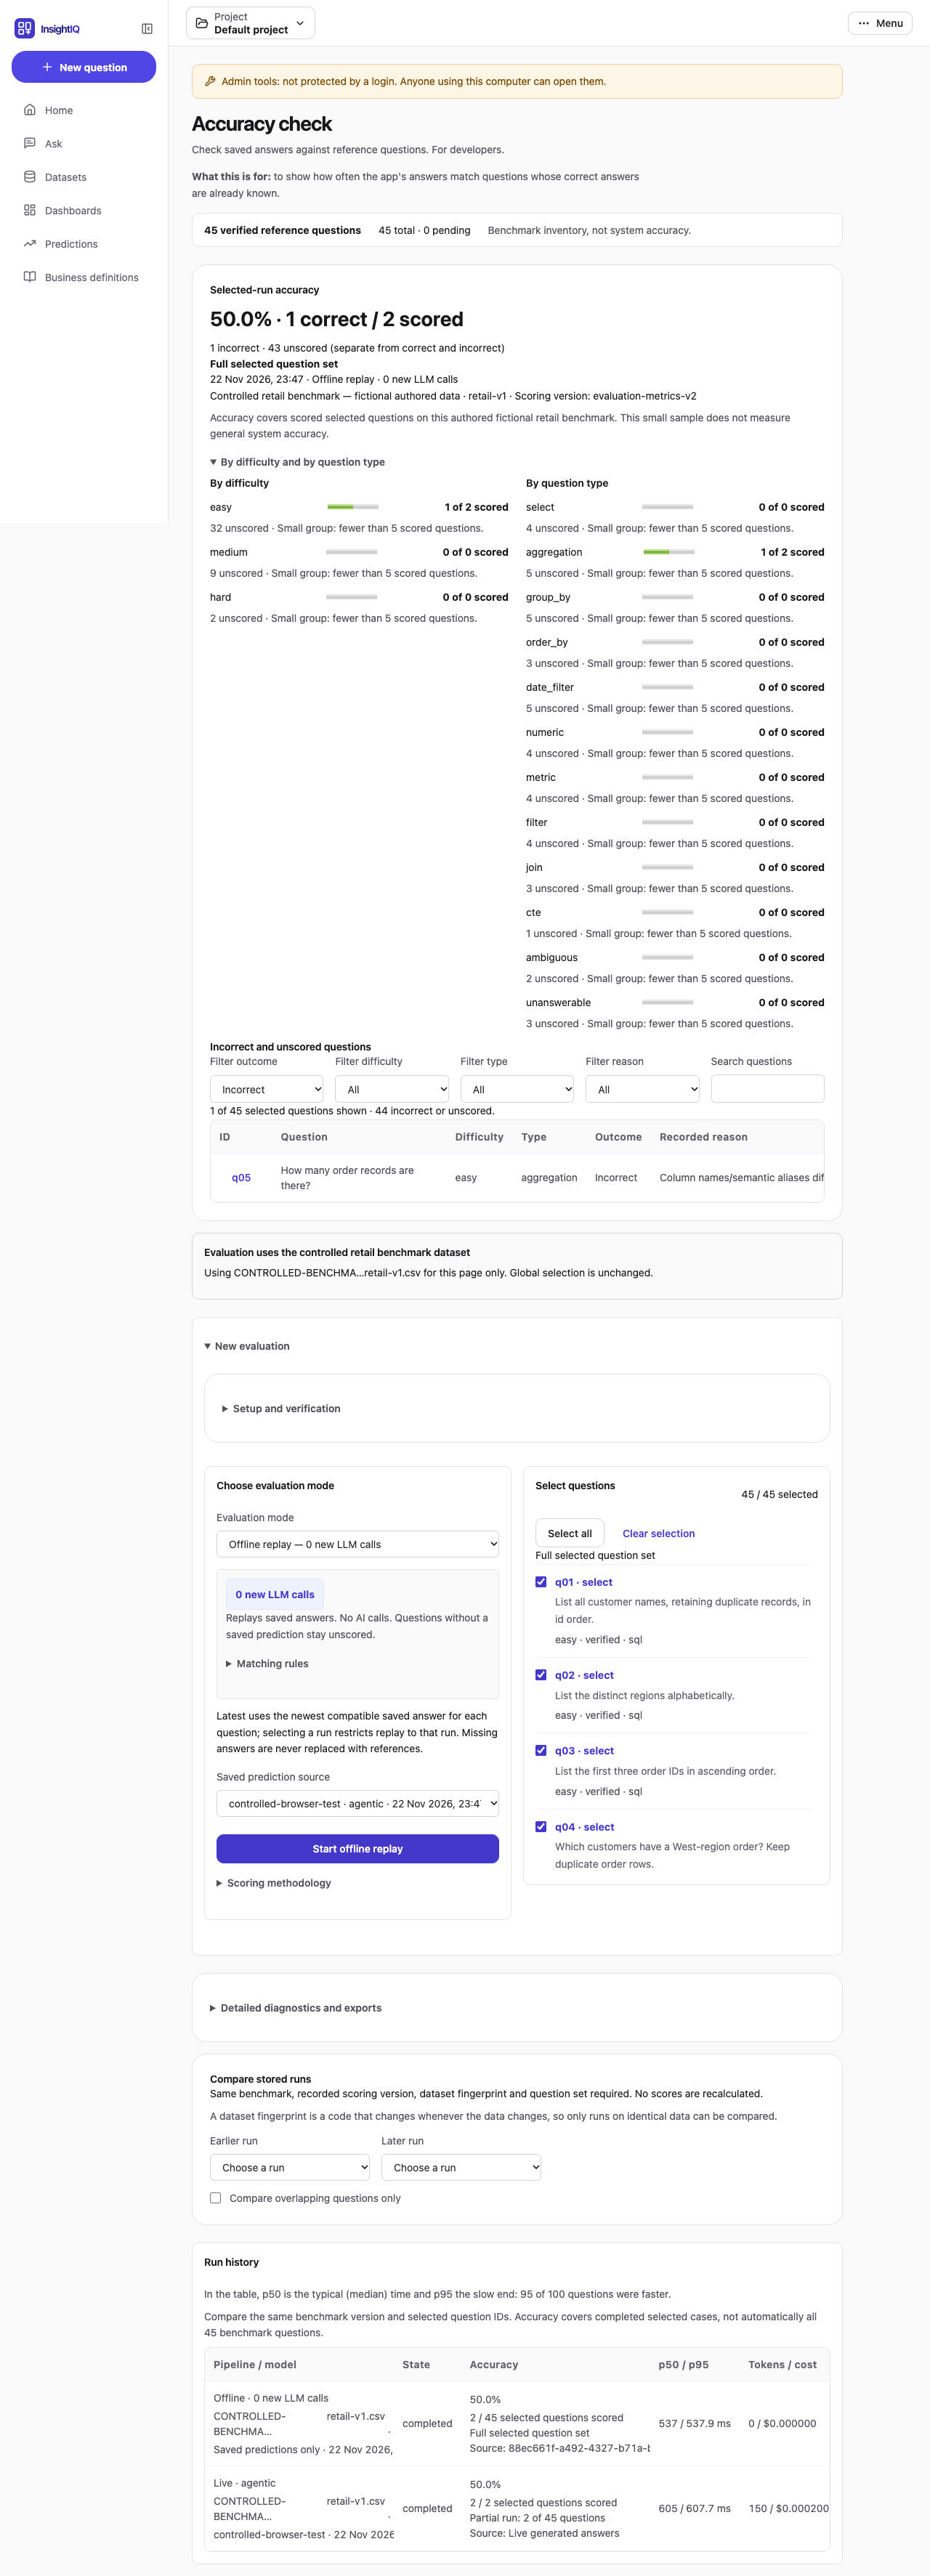 InsightIQ
New question
Home
Ask
Datasets
Dashboards
Predictions
Business definitions
Project
Default project
Menu
Admin tools: not protected by a login. Anyone using this computer can open them.
Accuracy check
Check saved answers against reference questions. For developers.
What this is for: to show how often the app's answers match questions whose correct answers
are already known.
45 verified reference questions 45 total · 0 pending Benchmark inventory, not system accuracy.
Selected-run accuracy
50.0% · 1 correct / 2 scored
1 incorrect · 43 unscored (separate from correct and incorrect)
Full selected question set
22 Nov 2026, 23:47 · Offline replay · 0 new LLM calls
Controlled retail benchmark — fictional authored data · retail-v1 · Scoring version: evaluation-metrics-v2
Accuracy covers scored selected questions on this authored fictional retail benchmark. This small sample does not measure
general system accuracy.
By difficulty and by question type
By difficulty
easy 1 of 2 scored
32 unscored · Small group: fewer than 5 scored questions.
medium 0 of 0 scored
9 unscored · Small group: fewer than 5 scored questions.
hard 0 of 0 scored
2 unscored · Small group: fewer than 5 scored questions.
By question type
select 0 of 0 scored
4 unscored · Small group: fewer than 5 scored questions.
aggregation 1 of 2 scored
5 unscored · Small group: fewer than 5 scored questions.
group_by 0 of 0 scored
5 unscored · Small group: fewer than 5 scored questions.
order_by 0 of 0 scored
3 unscored · Small group: fewer than 5 scored questions.
date_filter 0 of 0 scored
5 unscored · Small group: fewer than 5 scored questions.
numeric 0 of 0 scored
4 unscored · Small group: fewer than 5 scored questions.
metric 0 of 0 scored
4 unscored · Small group: fewer than 5 scored questions.
filter 0 of 0 scored
4 unscored · Small group: fewer than 5 scored questions.
join 0 of 0 scored
3 unscored · Small group: fewer than 5 scored questions.
cte 0 of 0 scored
1 unscored · Small group: fewer than 5 scored questions.
ambiguous 0 of 0 scored
2 unscored · Small group: fewer than 5 scored questions.
unanswerable 0 of 0 scored
3 unscored · Small group: fewer than 5 scored questions.
Incorrect and unscored questions
Filter outcome Filter difficulty Filter type Filter reason Search questions
Incorrect All All All
1 of 45 selected questions shown · 44 incorrect or unscored.
ID Question Difficulty Type Outcome Recorded reason
q05 How many order records are there? easy aggregation Incorrect Column names/semantic aliases dif
Evaluation uses the controlled retail benchmark dataset
Using CONTROLLED-BENCHMA...retail-v1.csv for this page only. Global selection is unchanged.
New evaluation
Setup and verification
Choose evaluation mode
Evaluation mode
Offline replay — 0 new LLM calls
0 new LLM calls
Replays saved answers. No AI calls. Questions without a
saved prediction stay unscored.
Matching rules
Latest uses the newest compatible saved answer for each
question; selecting a run restricts replay to that run. Missing
answers are never replaced with references.
Saved prediction source
controlled-browser-test · agentic · 22 Nov 2026, 23:4
Start offline replay
Scoring methodology
Select questions
45 / 45 selected
Select all Clear selection
Full selected question set
q01 · select
List all customer names, retaining duplicate records, in
id order.
easy · verified · sql
q02 · select
List the distinct regions alphabetically.
easy · verified · sql
q03 · select
List the first three order IDs in ascending order.
easy · verified · sql
q04 · select
Which customers have a West-region order? Keep
duplicate order rows.
Detailed diagnostics and exports
Compare stored runs
Same benchmark, recorded scoring version, dataset fingerprint and question set required. No scores are recalculated.
A dataset fingerprint is a code that changes whenever the data changes, so only runs on identical data can be compared.
Earlier run Later run
Choose a run Choose a run
Compare overlapping questions only
Run history
In the table, p50 is the typical (median) time and p95 the slow end: 95 of 100 questions were faster.
Compare the same benchmark version and selected question IDs. Accuracy covers completed selected cases, not automatically all
45 benchmark questions.
Pipeline / model State Accuracy p50 / p95 Tokens / cost
Offline · 0 new LLM calls
CONTROLLED-BENCHMA... retail-v1.csv ·
Saved predictions only · 22 Nov 2026,
completed
50.0%
2 / 45 selected questions scored
Full selected question set
Source: 88ec661f-a492-4327-b71a-
537 / 537.9 ms
0 / $0.000000
Live · agentic
CONTROLLED-BENCHMA... retail-v1.csv ·
controlled-browser-test · 22 Nov 2026
completed
50.0%
2 / 2 selected questions scored
Partial run: 2 of 45 questions
Source: Live generated answers
605 / 607.7 ms
150 / $0.000200